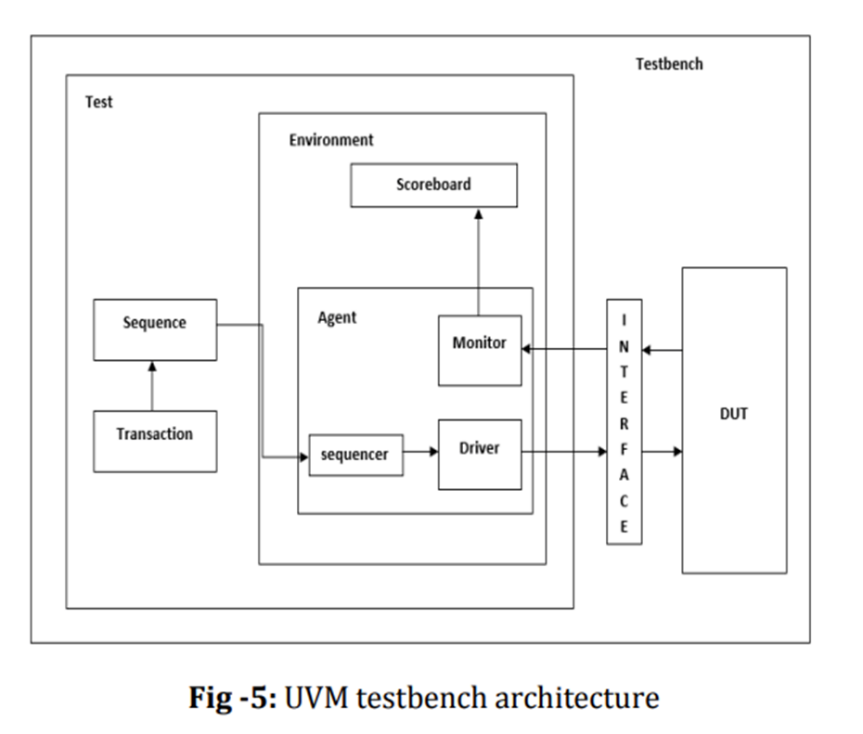 Testbench
Test
Environment
Scoreboard
Agent
Sequence
Monitor
Transaction
sequencer
Driver
I
N
T
E
R
F
A
C
E
DUT
Fig -5: UVM testbench architecture